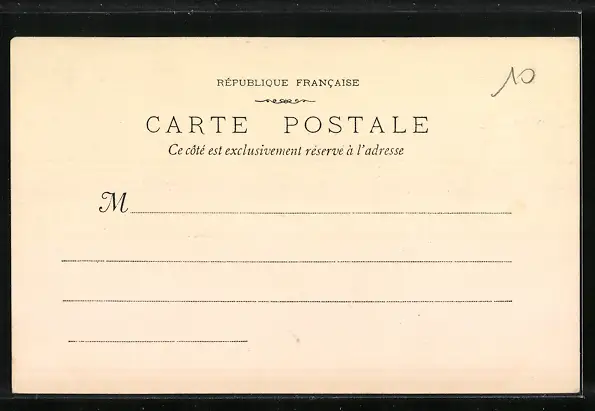 RÉPUBLIQUE FRANÇAISE
10
CARTE POSTALE
Ce côté est exclusivement réservé à l'adresse
M